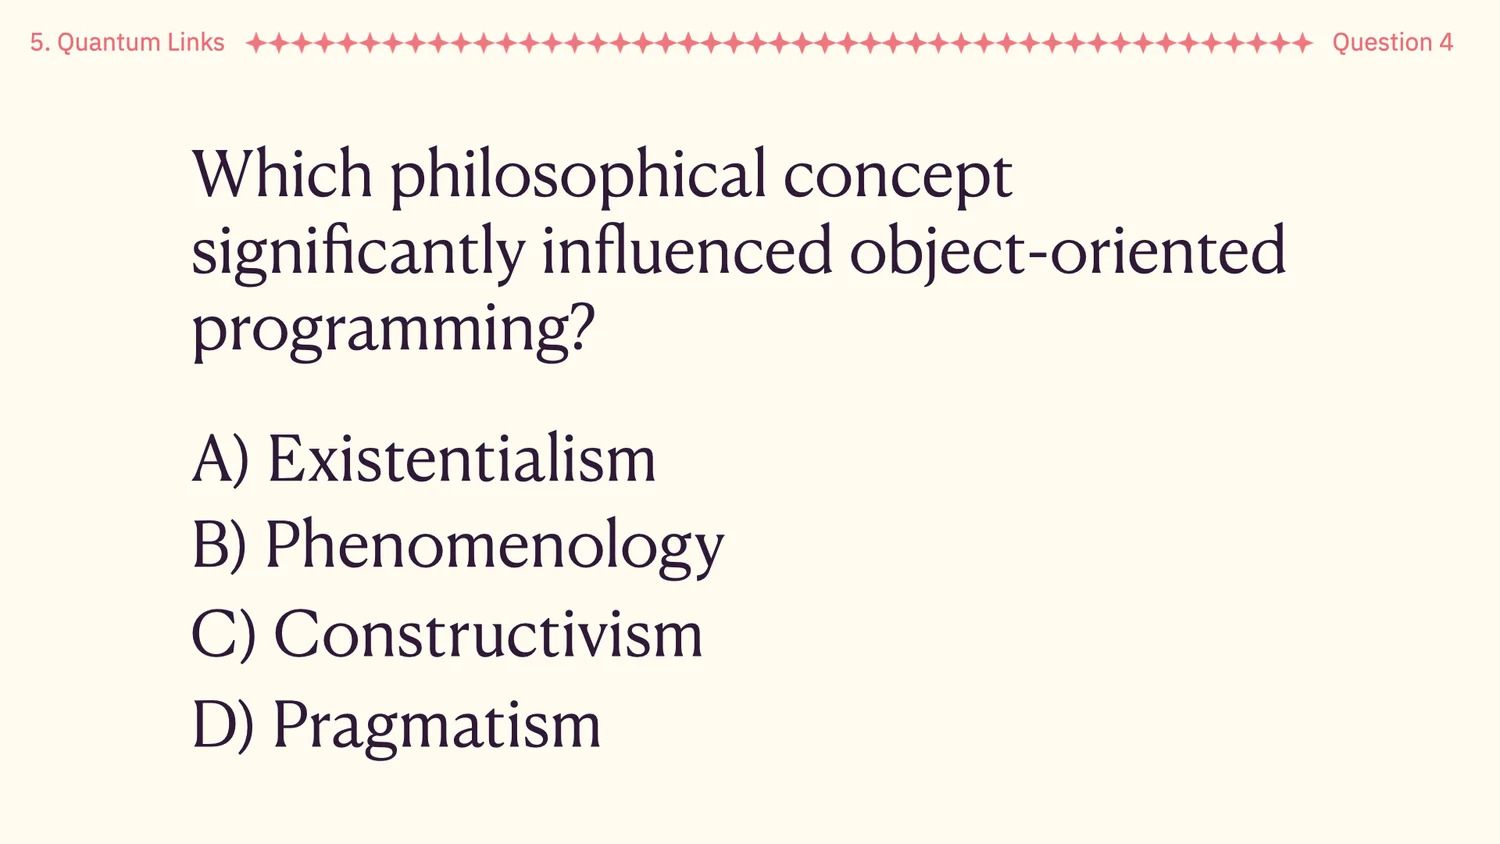 5. Quantum Links
Question 4
Which philosophical concept
significantly influenced object-oriented
programming?
A) Existentialism
B) Phenomenology
C) Constructivism
D) Pragmatism